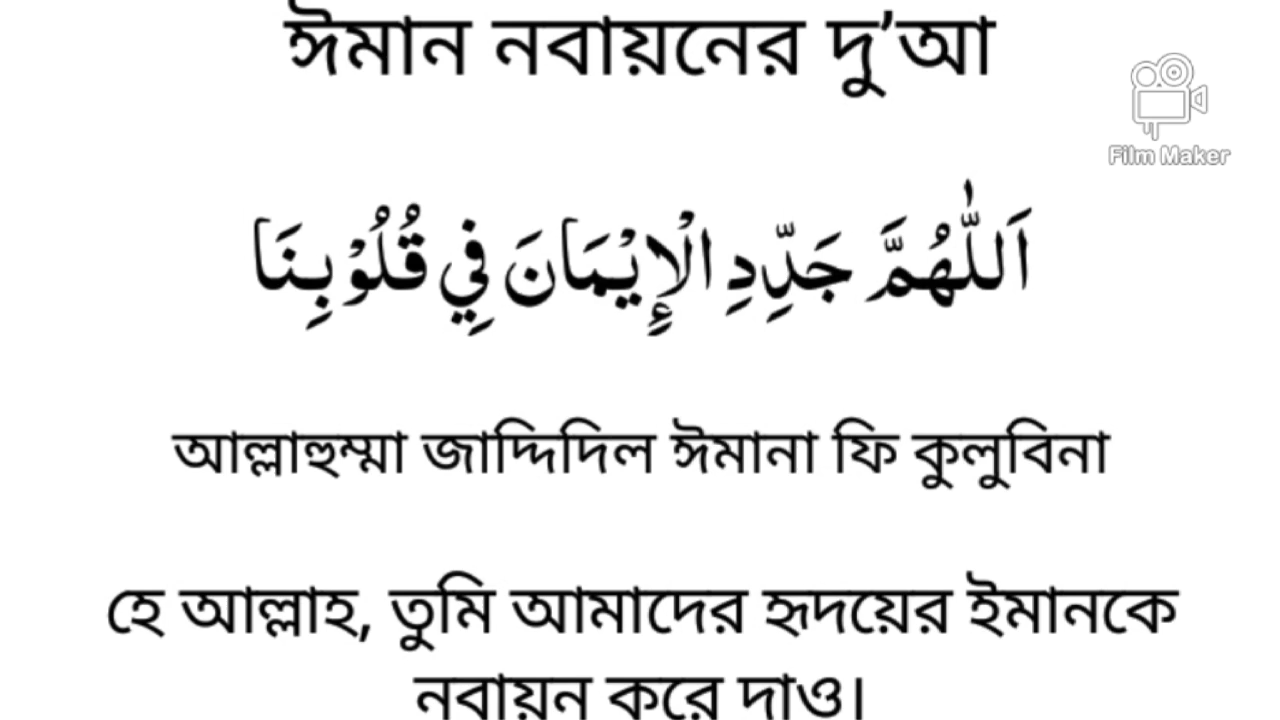 ঈমান নবায়নের দু’আ
Film Maker
اَللّٰهُمَّ جَدِّدِ الْإِيْمَانَ فِي قُلُوْبِنَا
আল্লাহুম্মা জাদ্দিদিল ঈমানা ফি কুলুবিনা
হে আল্লাহ, তুমি আমাদের হৃদয়ের ইমানকে
নবায়ন করে দাও।